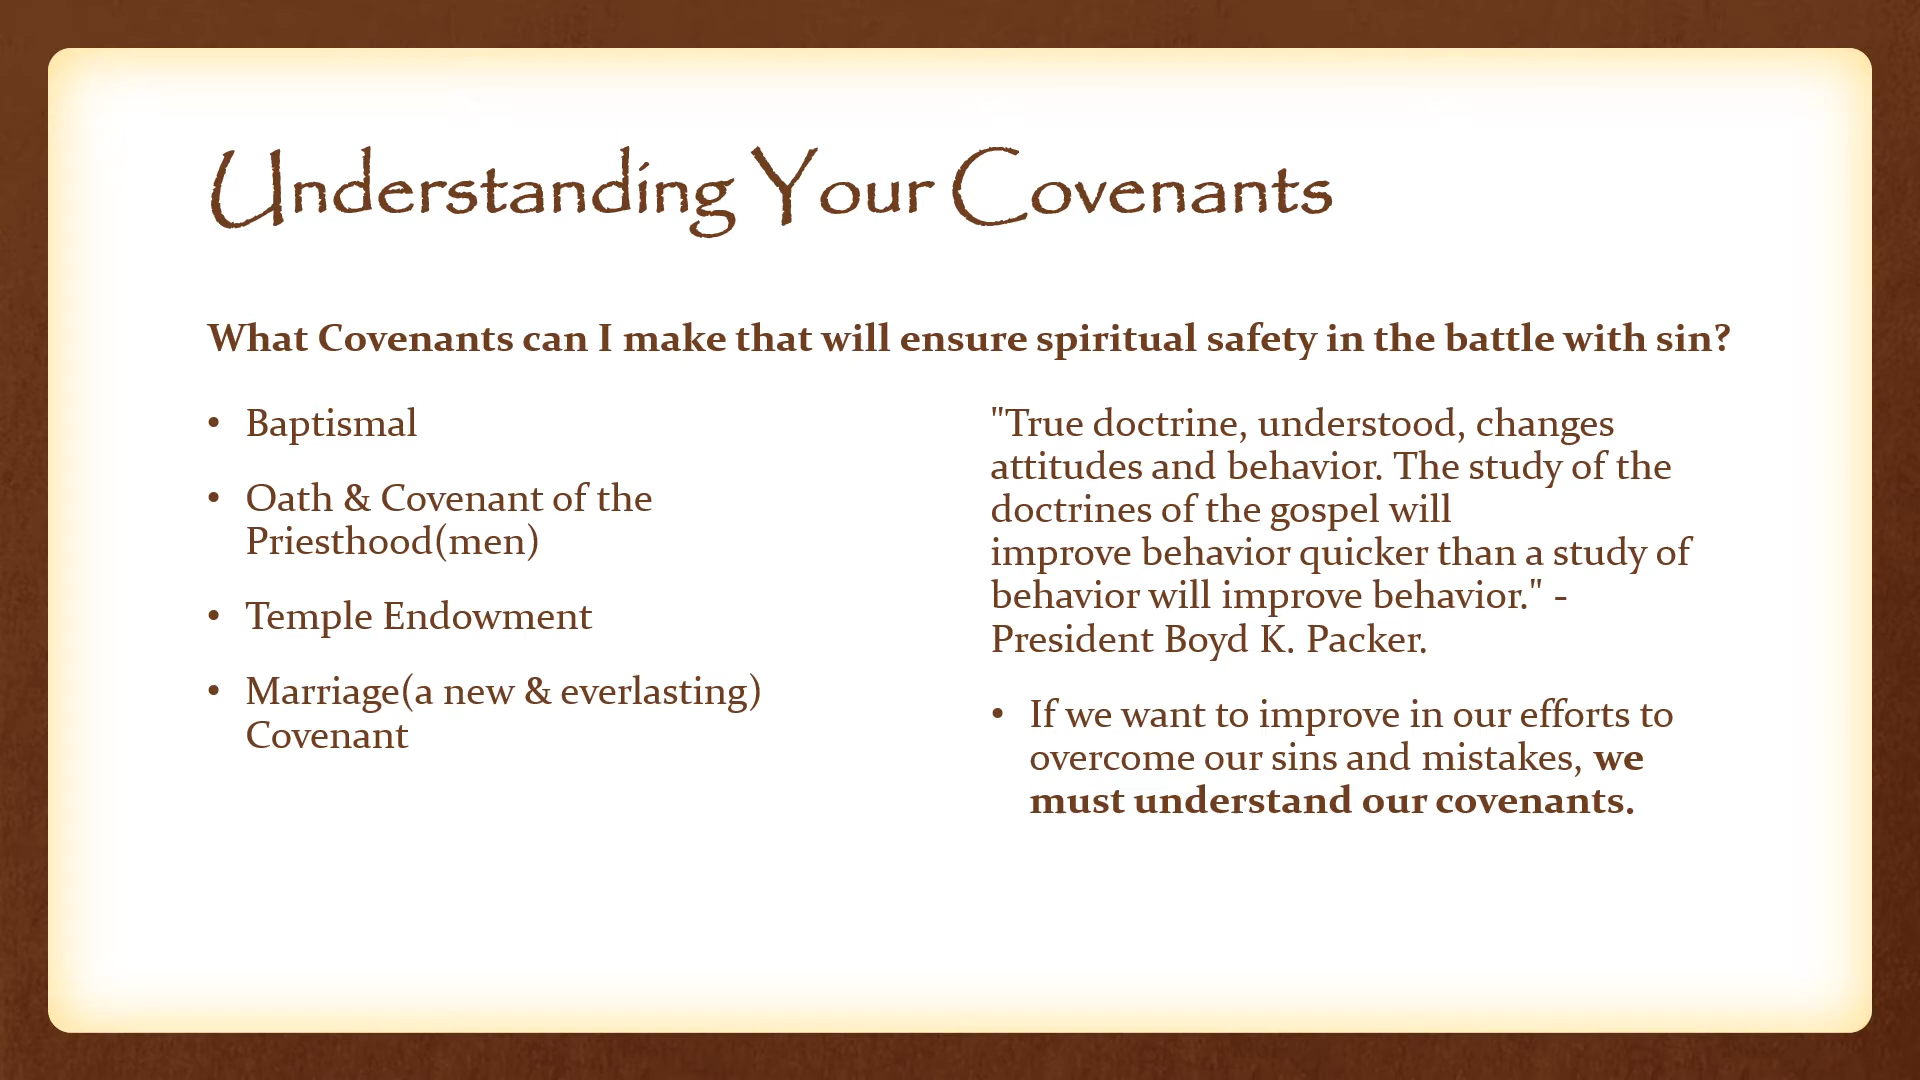 Understanding Your Covenants
What Covenants can I make that will ensure spiritual safety in the battle with sin?
• Baptismal
• Oath & Covenant of the
Priesthood(men)
• Temple Endowment
• Marriage(a new & everlasting)
Covenant
"True doctrine, understood, changes
attitudes and behavior. The study of the
doctrines of the gospel will
improve behavior quicker than a study of
behavior will improve behavior." -
President Boyd K. Packer.
• If we want to improve in our efforts to
overcome our sins and mistakes, we
must understand our covenants.